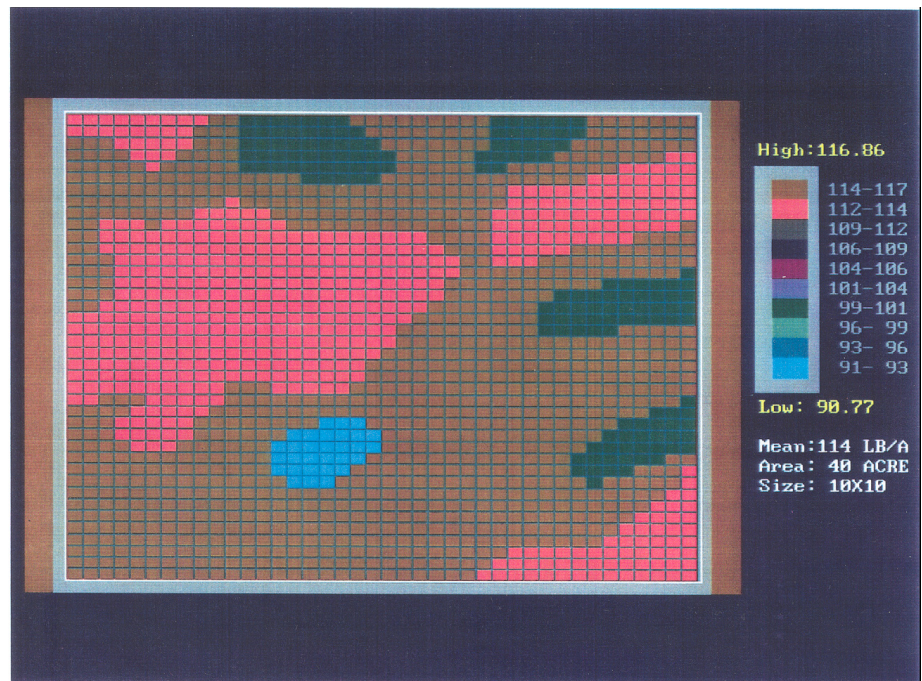 High:116.86
114-117
112-114
109-112
106-109
104-106
101-104
99-101
96- 99
93- 96
91- 93
Low: 90.77
Mean:114 LB/A
Area: 40 ACRE
Size: 10X10